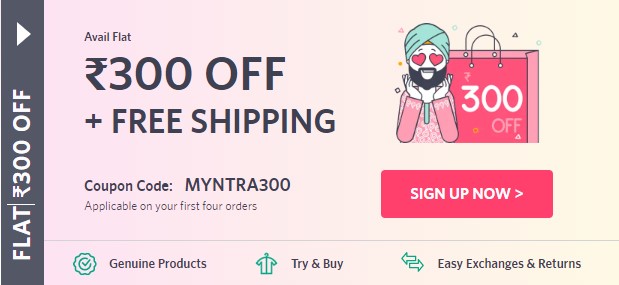 FLAT ₹300 OFF
Avail Flat
₹300 OFF
+ FREE SHIPPING
₹
300
OFF
Coupon Code: MYNTRA300
Applicable on your first four orders
SIGN UP NOW >
Genuine Products
Try & Buy
Easy Exchanges & Returns